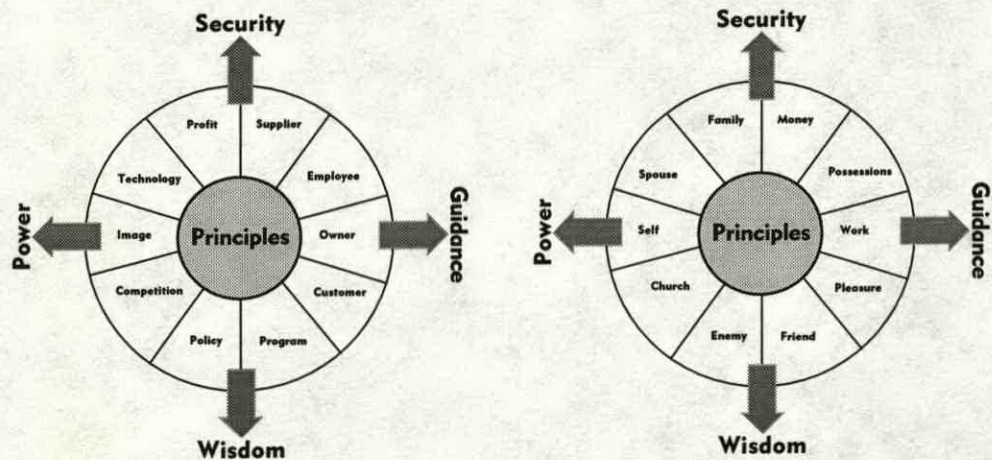 Security
Profit
Supplier
Technology
Employee
Power
Image
Principles
Owner
Guidance
Competition
Customer
Policy
Program
Wisdom
Security
Family
Money
Spouse
Possessions
Power
Self
Principles
Work
Guidance
Church
Pleasure
Enemy
Friend
Wisdom